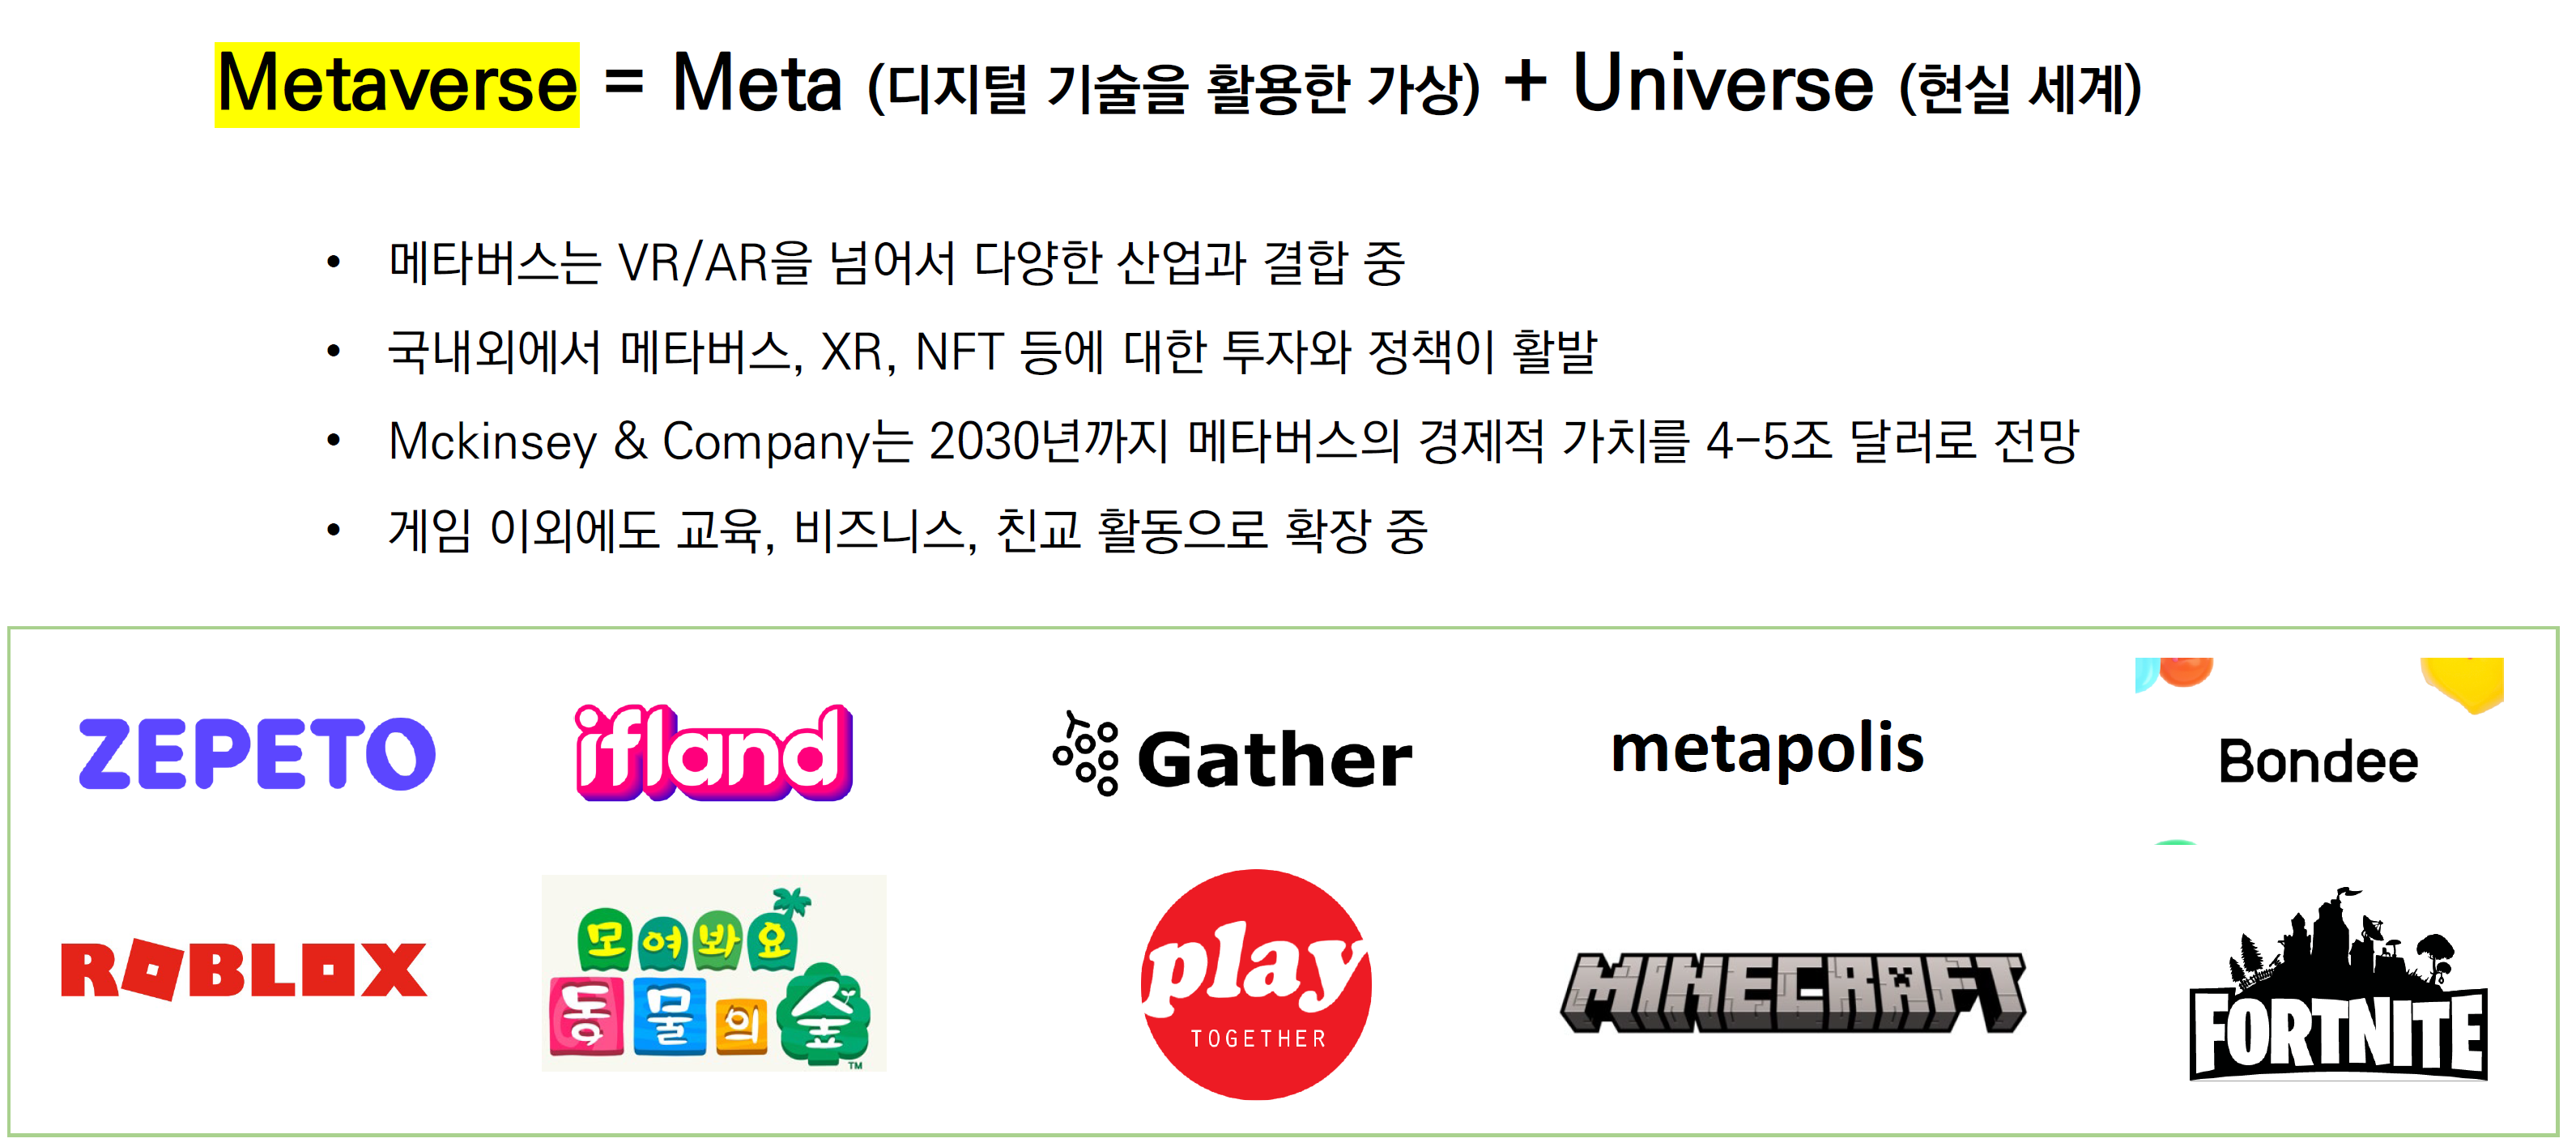 Metaverse = Meta (디지털 기술을 활용한 가상) + Universe (현실 세계)
• 메타버스는 VR/AR을 넘어서 다양한 산업과 결합 중
• 국내외에서 메타버스, XR, NFT 등에 대한 투자와 정책이 활발
• Mckinsey & Company는 2030년까지 메타버스의 경제적 가치를 4-5조 달러로 전망
• 게임 이외에도 교육, 비즈니스, 친교 활동으로 확장 중
ZEPETO
ifland
Gather
metapolis
Bondee
ROBLOX
모여봐요
동물의 숲
TM
play
TOGETHER
MINECRAFT
FORTNITE